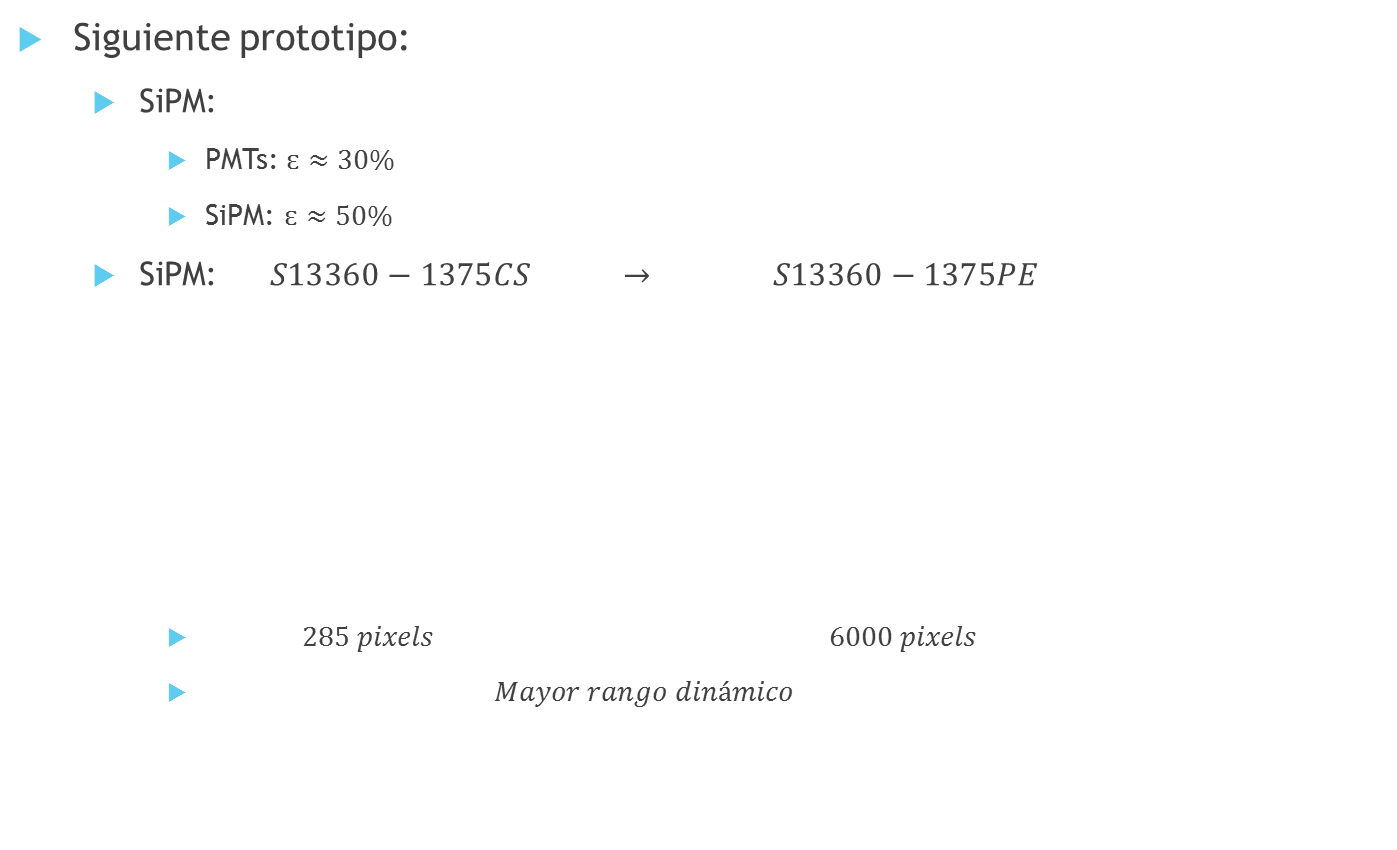 Siguiente prototipo:
SiPM:
PMTs: ε ≈ 30%
SiPM: ε ≈ 50%
SiPM: S13360 − 1375CS → S13360 − 1375PE
285 pixels 6000 pixels
Mayor rango dinámico